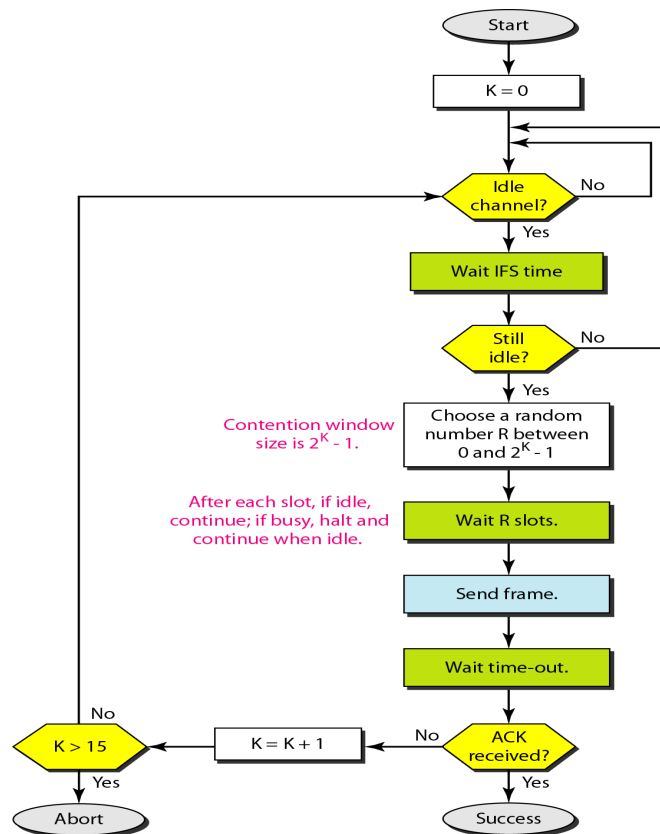 Start
K = 0
Idle
channel?
No
Yes
Wait IFS time
Still
idle?
No
Yes
Contention window
size is 2^K - 1.
Choose a random
number R between
0 and 2^K - 1
After each slot, if idle,
continue; if busy, halt and
continue when idle.
Wait R slots.
Send frame.
Wait time-out.
ACK
received?
No
Yes
K = K + 1
K > 15
No
Yes
Abort
Success